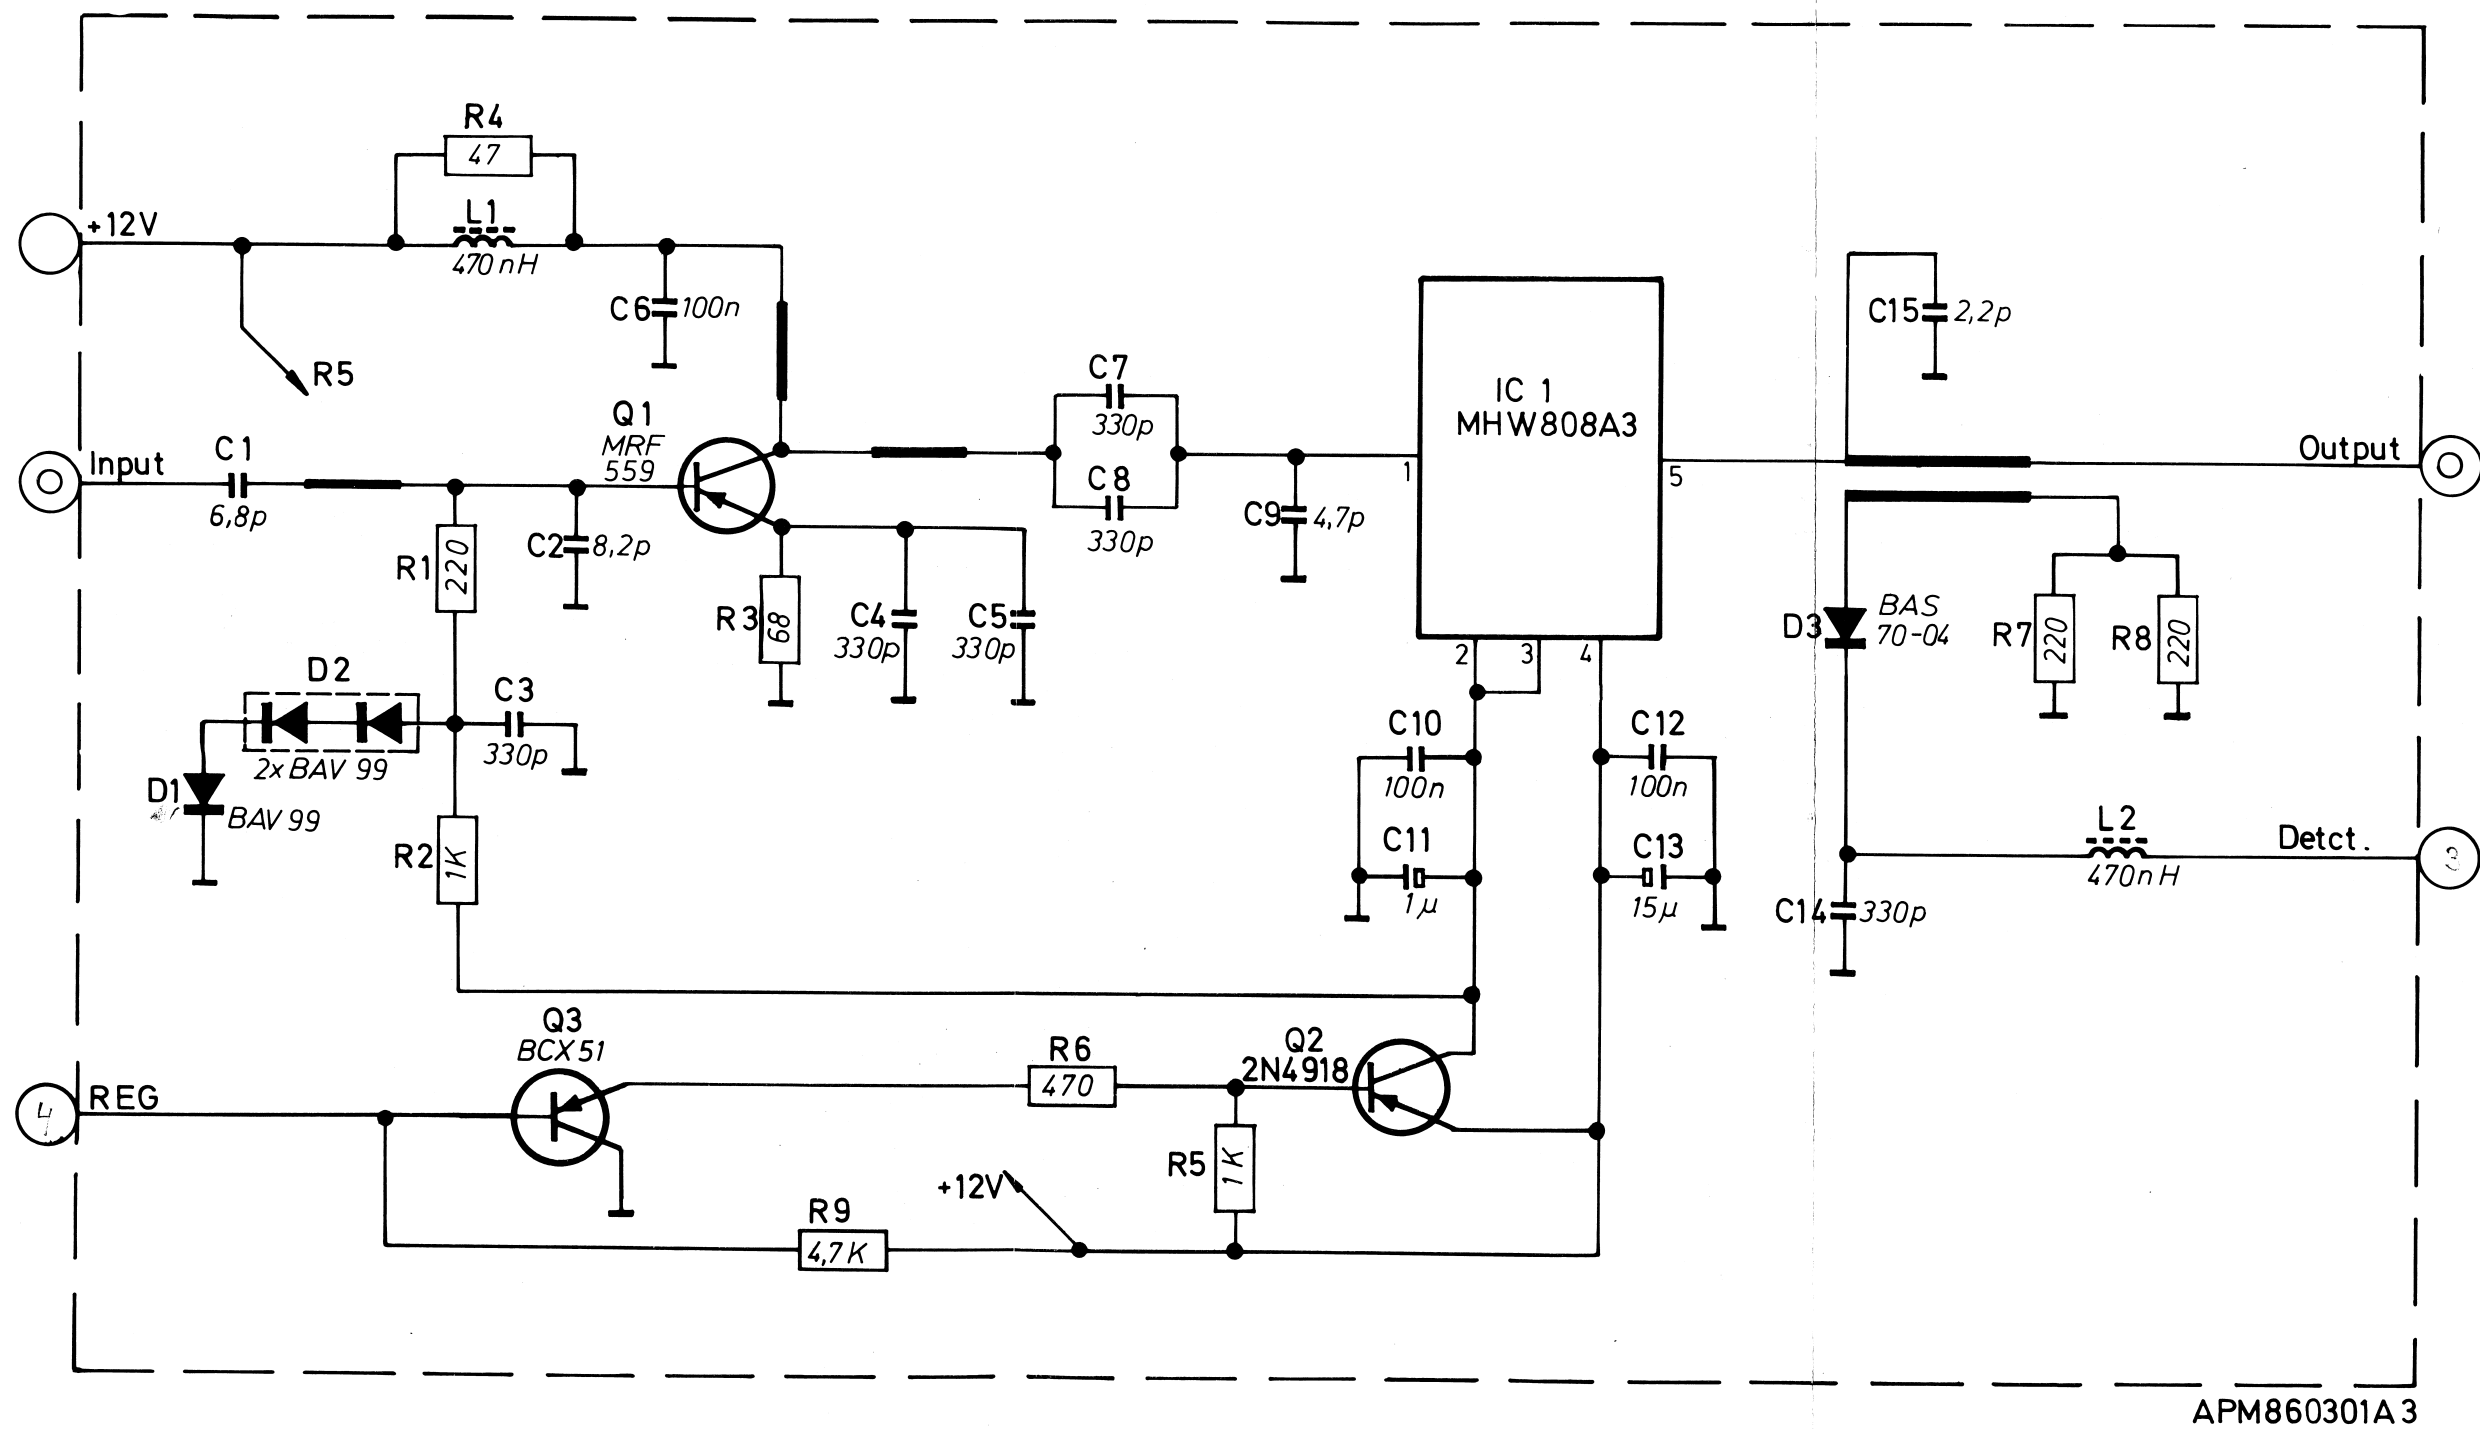 R4
47
+12V
L1
470nH
C6
100n
R5
C15
2,2p
IC 1
MHW808A3
C7
330p
C8
330p
Q1
MRF
559
Input
C1
6,8p
Output
1
5
C9
4,7p
R1
220
C2
8,2p
R3
68
C4
330p
C5
330p
D3
BAS
70-04
R7
220
R8
220
2
3
4
D2
2x BAV 99
C3
330p
D1
BAV 99
C10
100n
C12
100n
C11
1µ
C13
15µ
R2
1K
L2
470nH
Detct.
3
C14
330p
Q3
BCX51
R6
470
Q2
2N4918
4
REG
R5
1K
+12V
R9
4,7K
APM860301A3